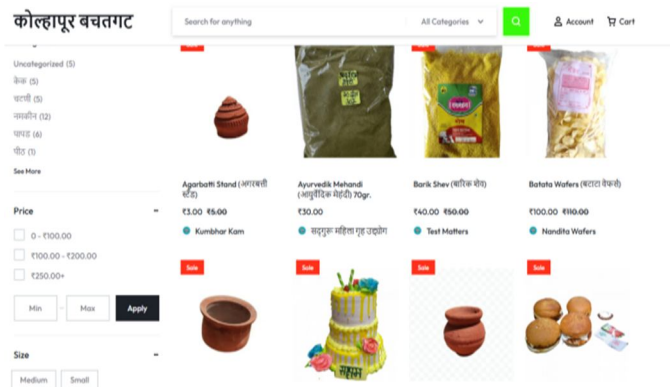 कोल्हापूर बचतगट
Search for anything
All Categories
Account
Cart
Uncategorized (5)
केक (5)
चटणी (5)
नमकीन (12)
पापड (6)
पीठ (1)
See More
Price
0 - ₹100.00
₹100.00 - ₹200.00
₹250.00+
Min - Max Apply
Size
Medium Small
Agarbatti Stand (अगरबत्ती
स्टँड)
₹3.00 ₹5.00
Kumbhar Kam
Ayurvedik Mehandi
(आयुर्वेदिक मेहंदी) 70gr.
₹30.00
सद्गुरू महिला गृह उद्योग
Barik Shev (बारिक शेव)
₹40.00 ₹50.00
Test Matters
Batata Wafers (बटाटा वेफर्स)
₹100.00 ₹110.00
Nandita Wafers
Sale
Sale
Sale
Sale